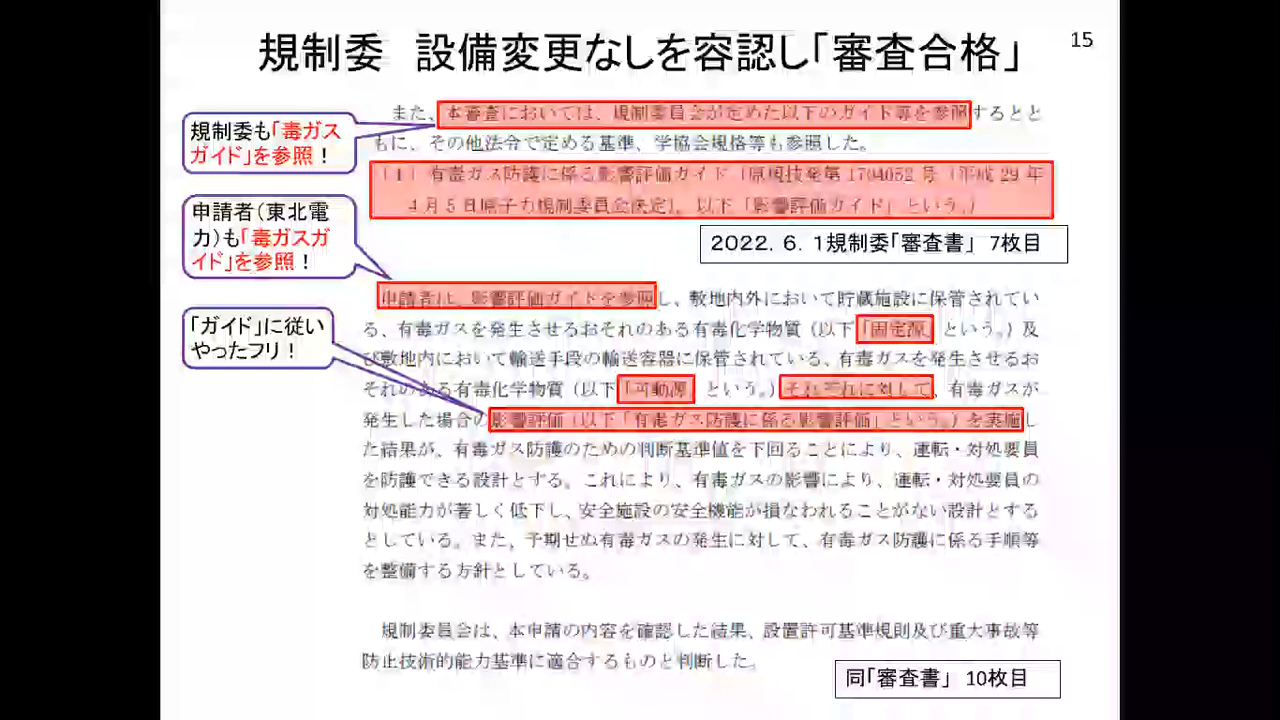 規制委 設備変更なしを容認し「審査合格」
15
また、本審査においては、規制委員会が定めた以下のガイド等を参照するとと
もに、その他法令で定める基準、学協会規格等も参照した。
(1)有毒ガス防護に係る影響評価ガイド(原規技発第 1704052 号(平成 29 年
4月5日原子力規制委員会決定)。以下「影響評価ガイド」という。)
規制委も「毒ガス
ガイド」を参照！
2022. 6. 1規制委「審査書」 7枚目
申請者(東北電
力)も「毒ガスガ
イド」を参照！
申請者は、影響評価ガイドを参照し、敷地内外において貯蔵施設に保管されてい
る、有毒ガスを発生させるおそれのある有毒化学物質(以下「固定源」という。)及
び敷地内において輸送手段の輸送容器に保管されている、有毒ガスを発生させるお
それのある有毒化学物質(以下「可動源」という。)それぞれに対して、有毒ガスが
発生した場合の影響評価(以下「有毒ガス防護に係る影響評価」という。)を実施し
た結果が、有毒ガス防護のための判断基準値を下回ることにより、運転・対処要員
を防護できる設計とする。これにより、有毒ガスの影響により、運転・対処要員の
対処能力が著しく低下し、安全施設の安全機能が損なわれることがない設計とする
としている。また、予期せぬ有毒ガスの発生に対して、有毒ガス防護に係る手順等
を整備する方針としている。
「ガイド」に従い
やったフリ！
規制委員会は、本申請の内容を確認した結果、設置許可基準規則及び重大事故等
防止技術的能力基準に適合するものと判断した。
同「審査書」 10枚目